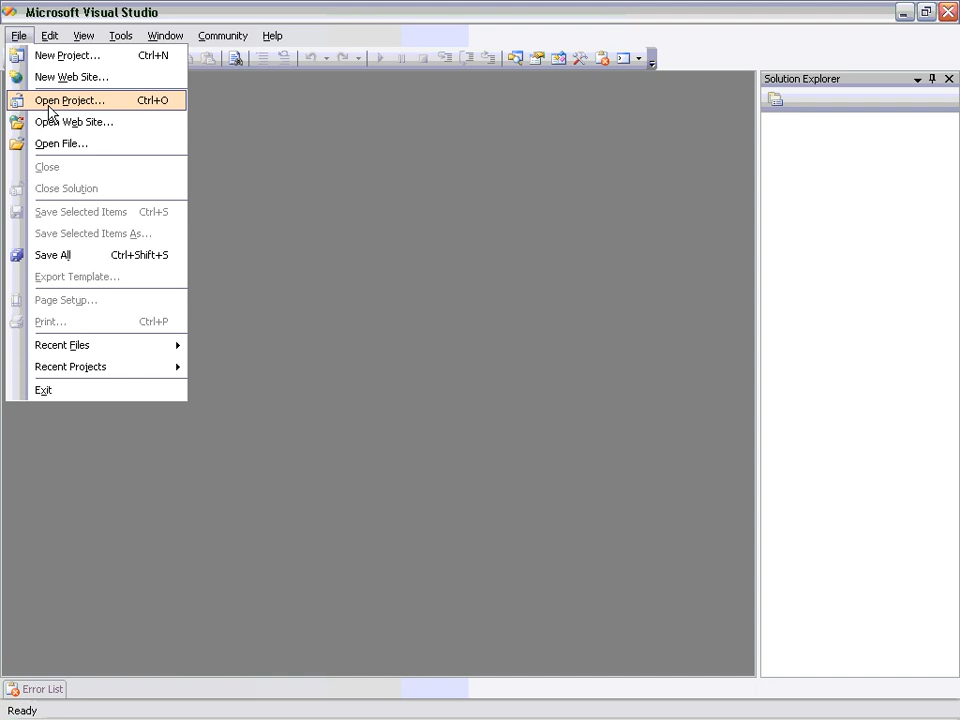 Microsoft Visual Studio
File Edit View Tools Window Community Help
New Project... Ctrl+N
New Web Site...
Open Project... Ctrl+O
Open Web Site...
Open File...
Close
Close Solution
Save Selected Items Ctrl+S
Save Selected Items As...
Save All Ctrl+Shift+S
Export Template...
Page Setup...
Print... Ctrl+P
Recent Files
Recent Projects
Exit
Solution Explorer
Error List
Ready